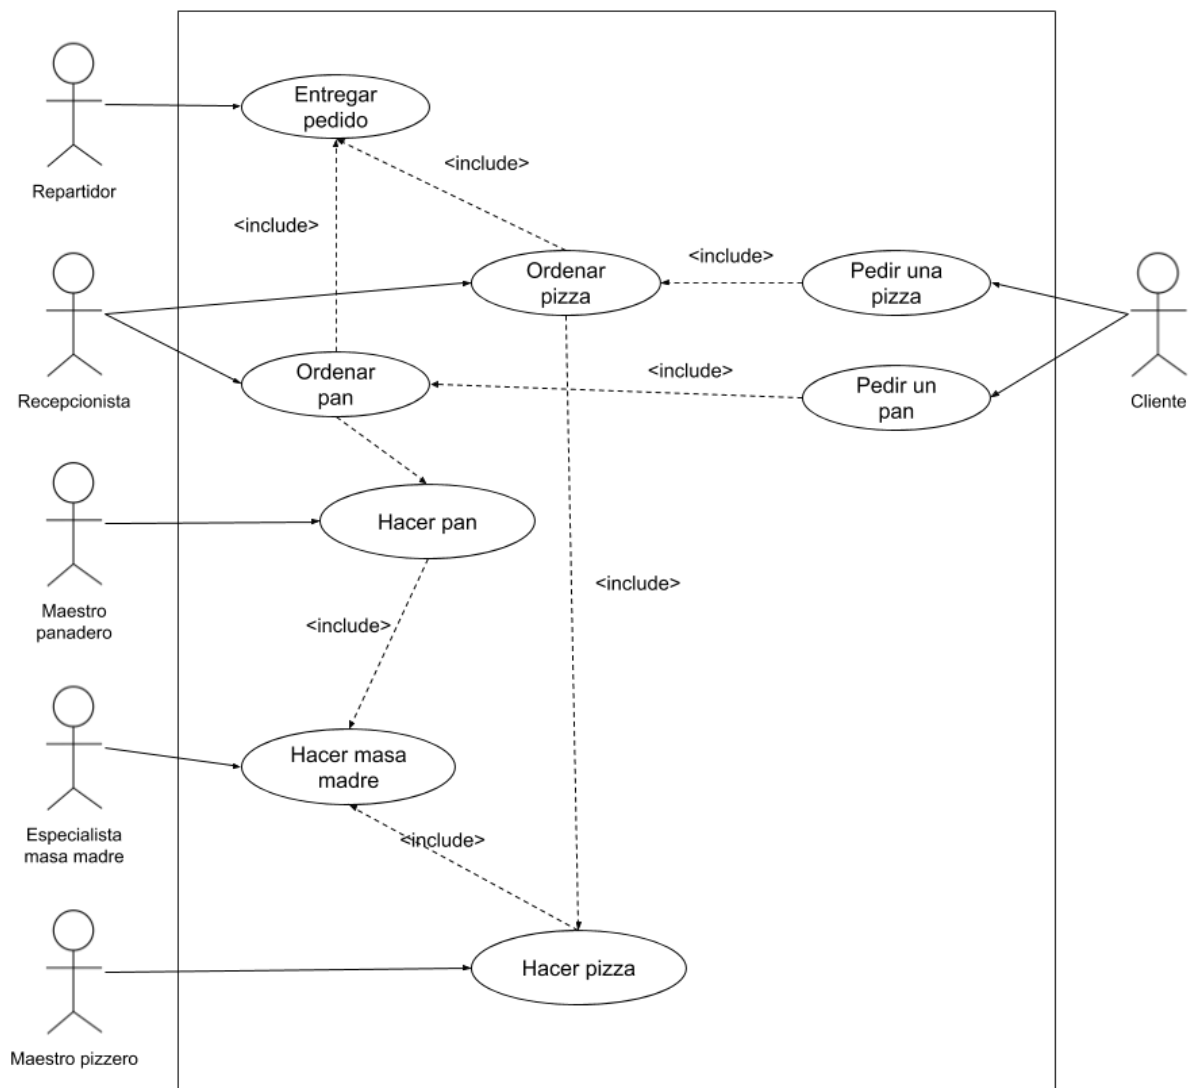 Entregar
pedido
<include>
Repartidor
<include>
Ordenar
pizza
<include>
Pedir una
pizza
Recepcionista
Ordenar
pan
<include>
Pedir un
pan
Cliente
Hacer pan
Maestro
panadero
<include>
<include>
Hacer masa
madre
Especialista
masa madre
<include>
Hacer pizza
Maestro pizzero